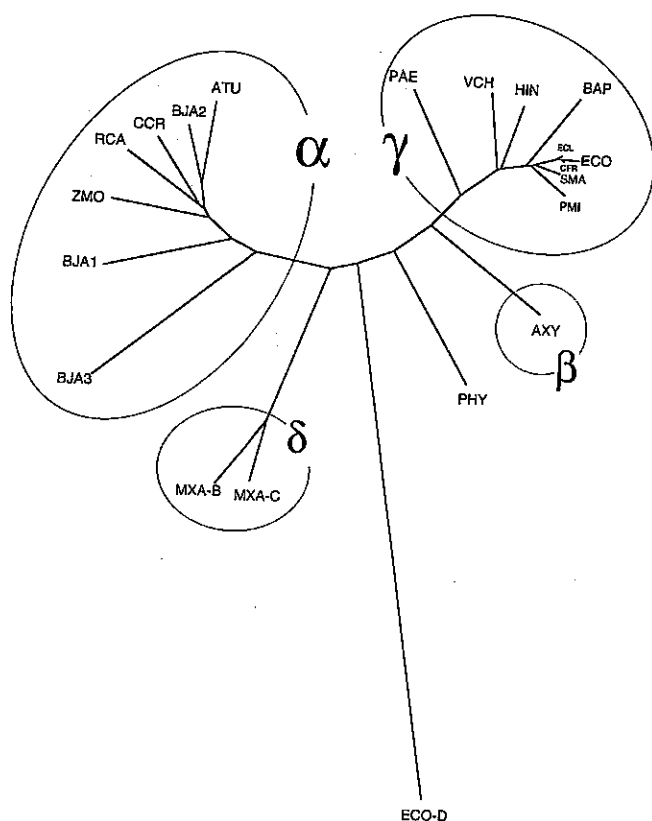 ATU
BJA2
CCR
RCA
ZMO
BJA1
BJA3
α
γ
PAE
VCH
HIN
BAP
ECL
ECO
CFR
SMA
PMI
AXY
β
PHY
δ
MXA-B
MXA-C
ECO-D